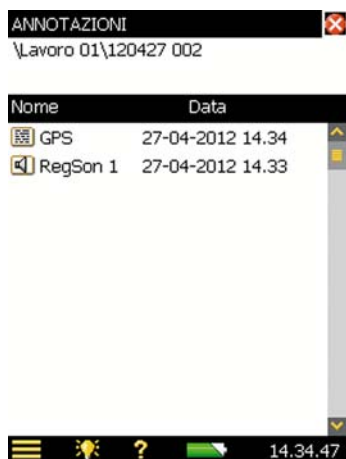 ANNOTAZIONI
\Lavoro 01\120427 002
Nome Data
GPS 27-04-2012 14.34
RegSon 1 27-04-2012 14.33
? 14.34.47